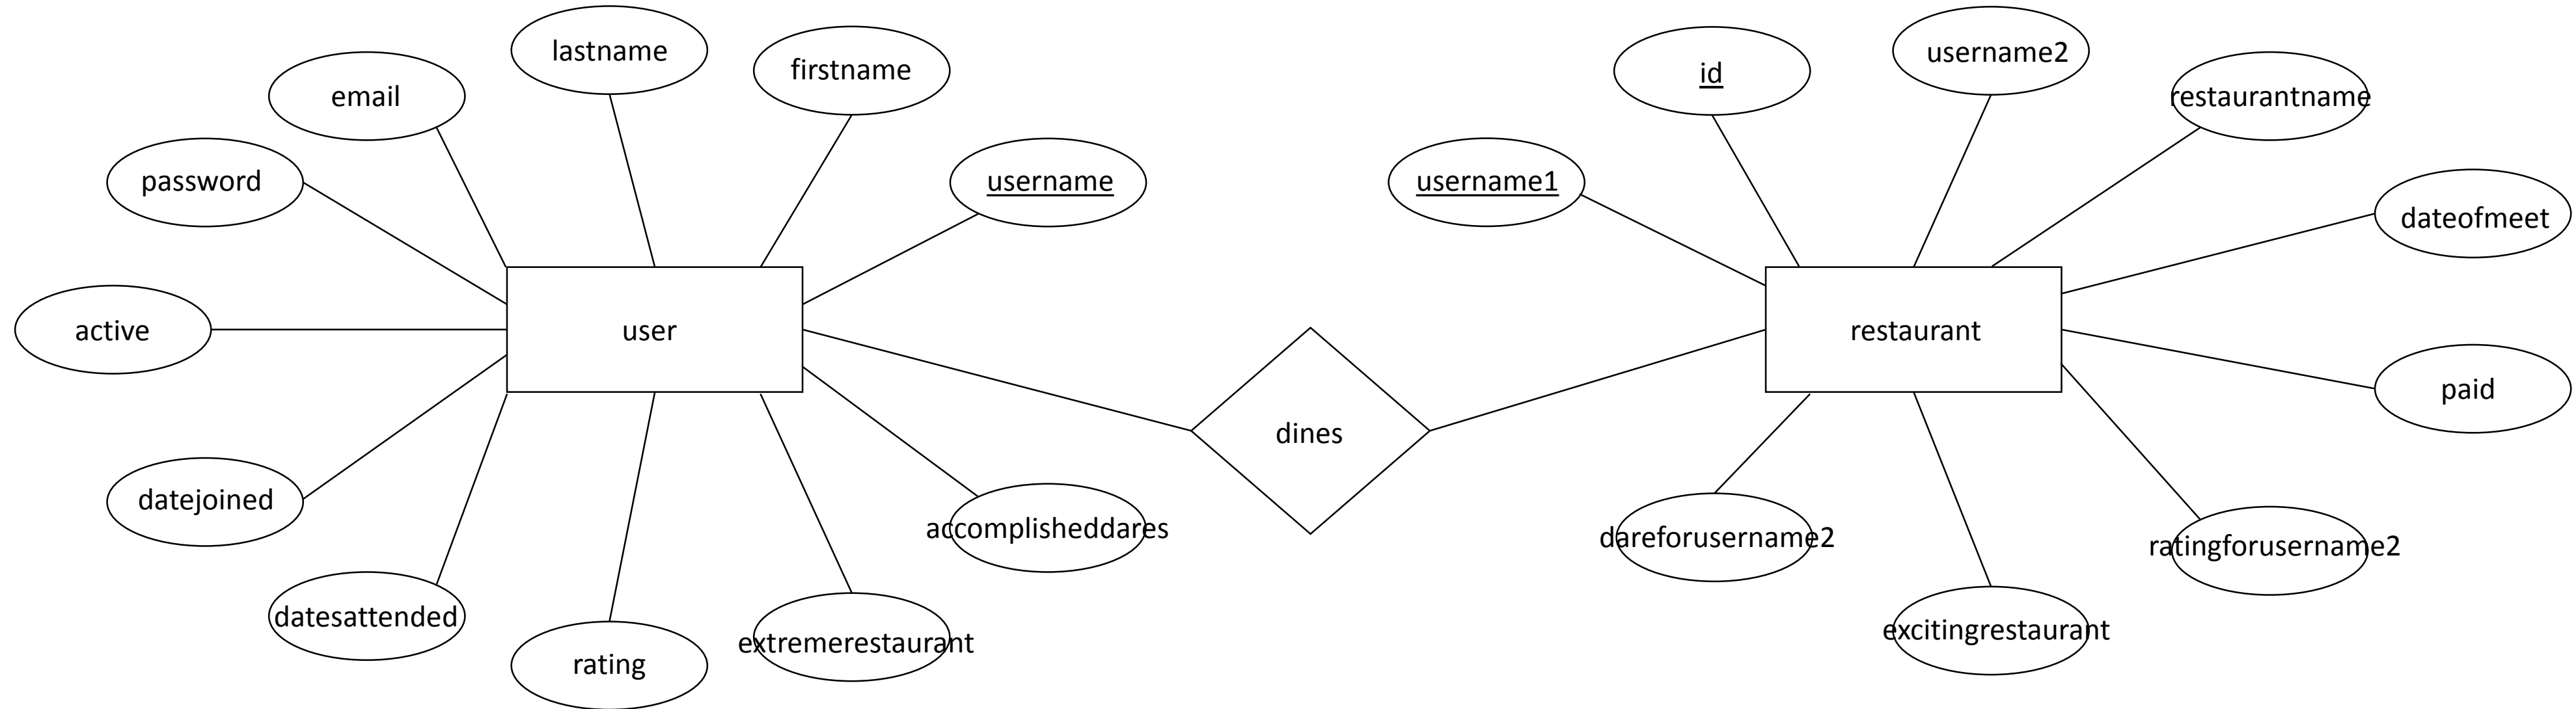 lastname
firstname
email
username
password
active
user
datejoined
datesattended
rating
extremerestaurant
accomplisheddares
dines
id
username2
restaurantname
username1
dateofmeet
restaurant
paid
dareforusername2
ratingforusername2
excitingrestaurant